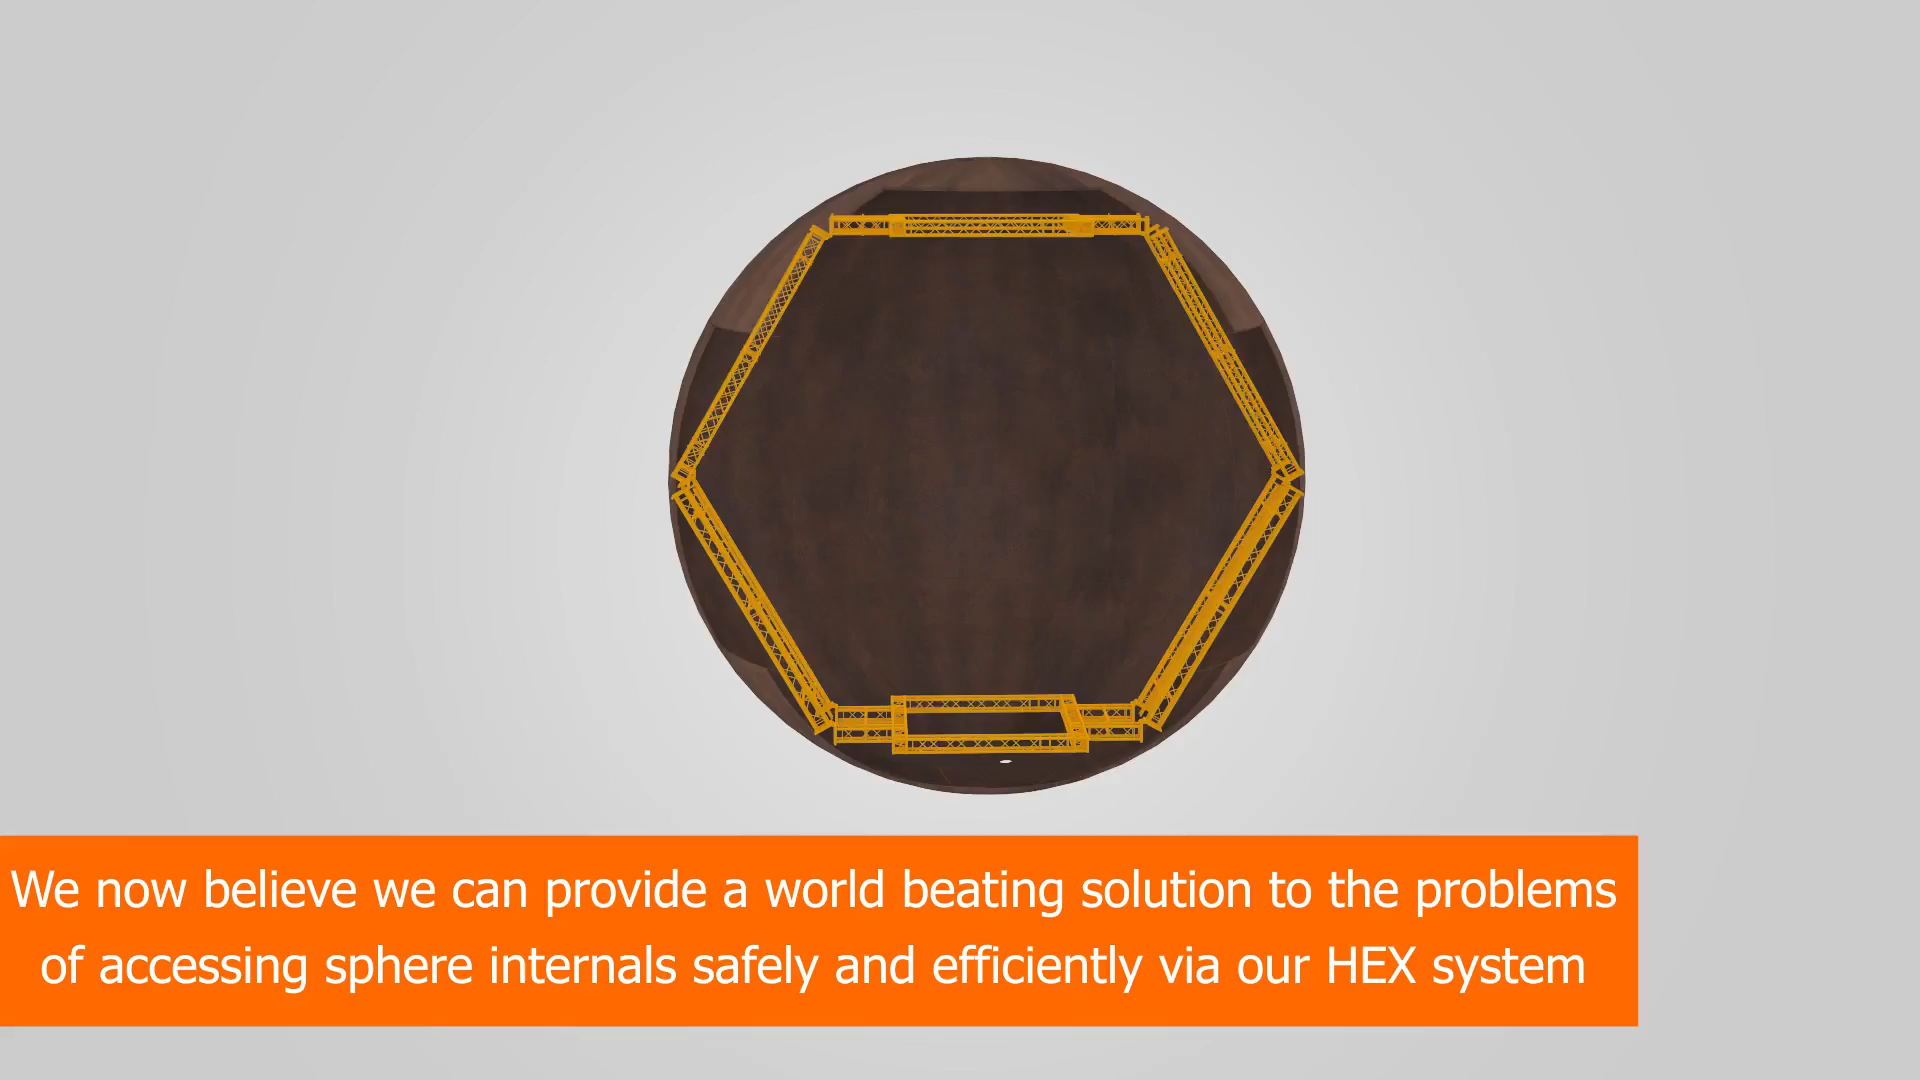 We now believe we can provide a world beating solution to the problems
of accessing sphere internals safely and efficiently via our HEX system